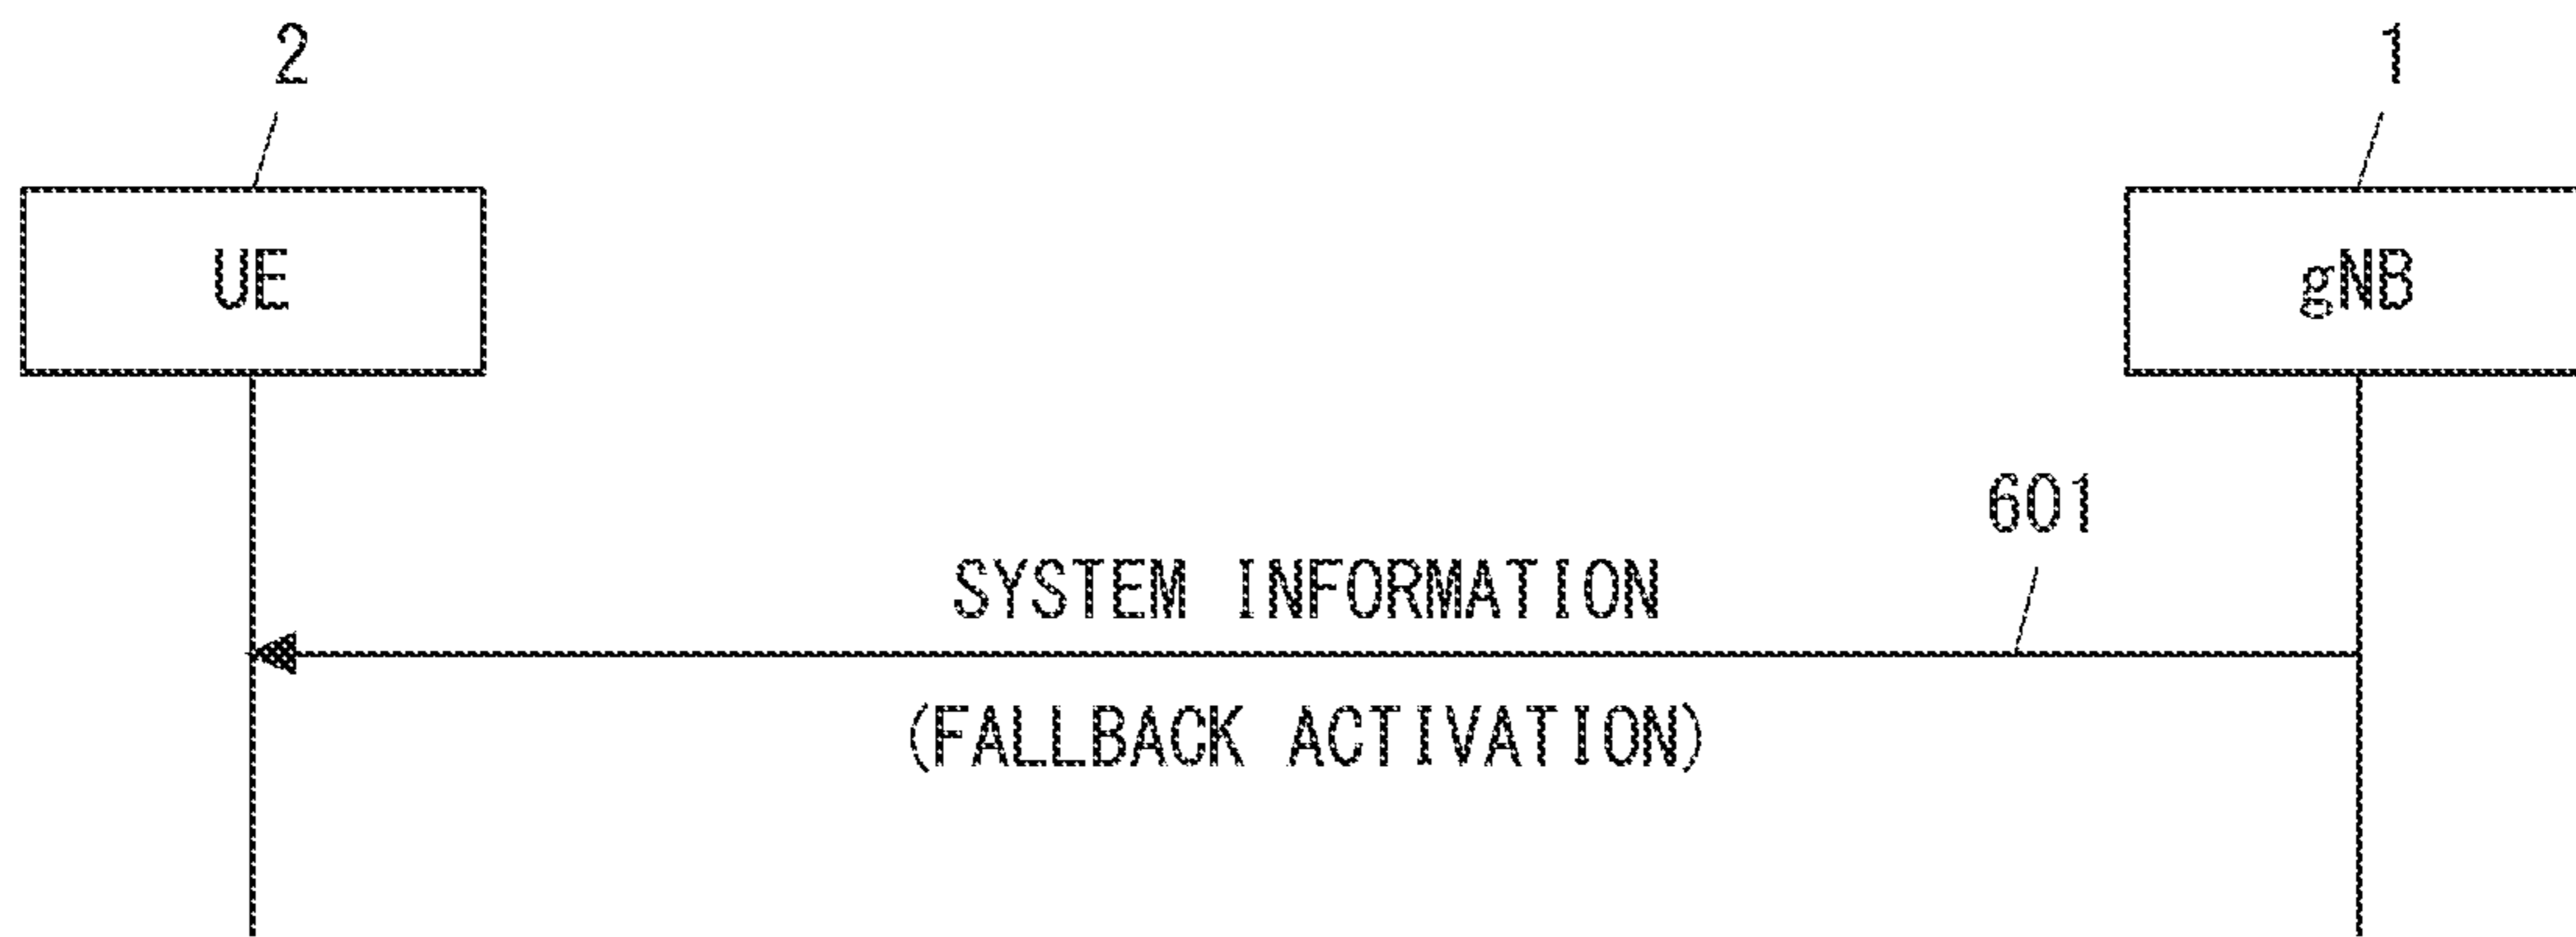 2
1
UE
gNB
601
SYSTEM INFORMATION
(FALLBACK ACTIVATION)